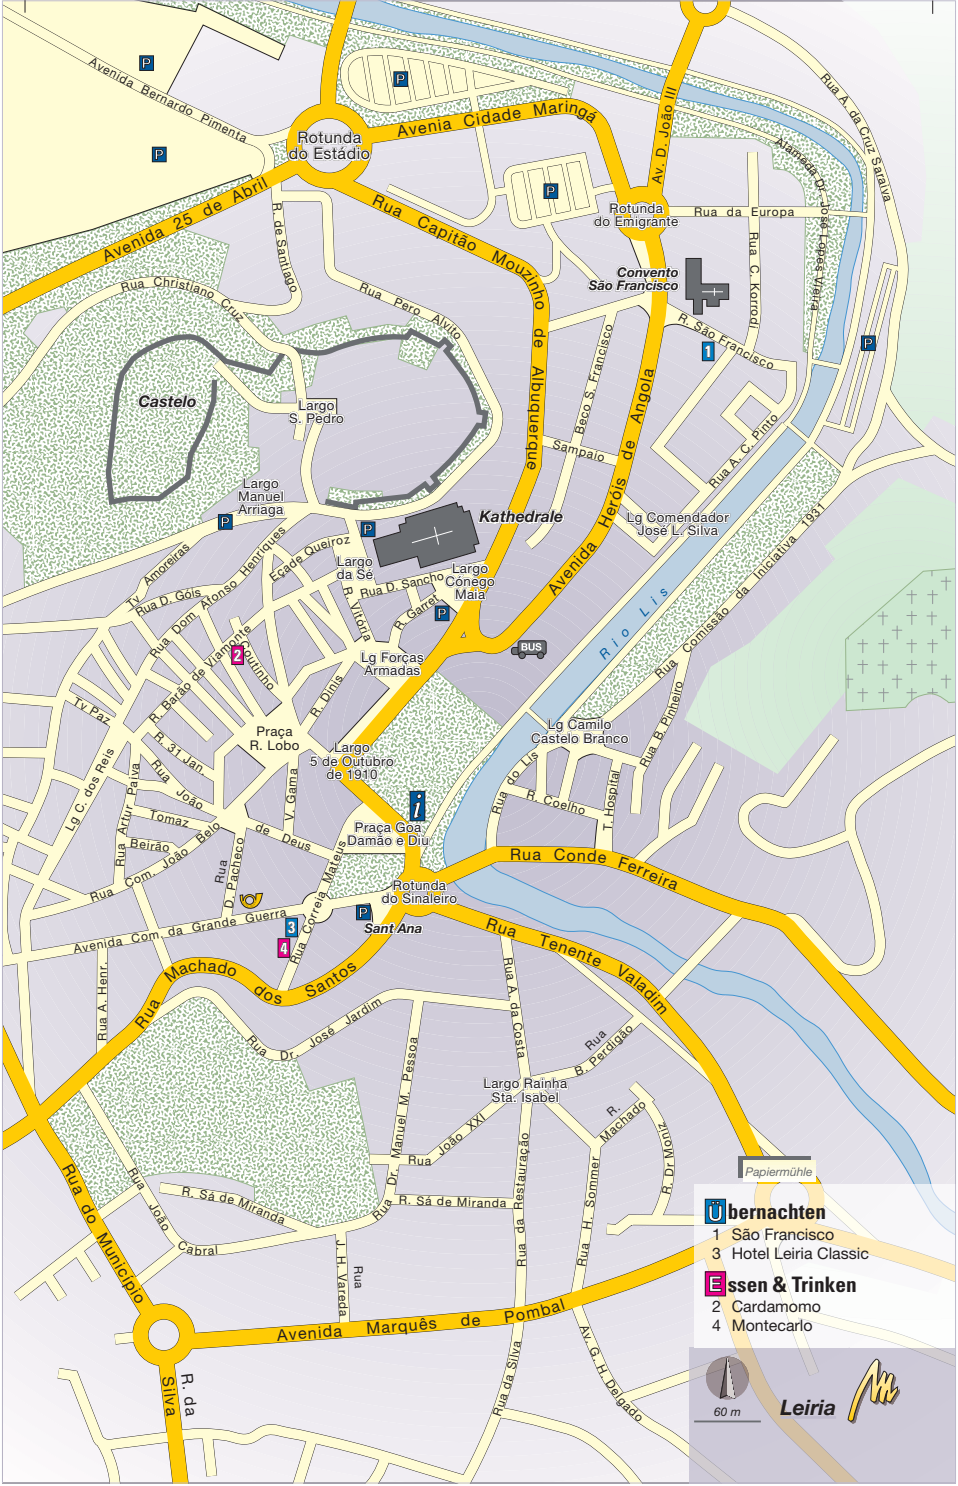 P
Avenida Bernardo Pimenta
P
P
Rotunda
do Estádio
Avenia Cidade Maringá
Av. D. João III
Rua A. da Cruz Saraiva
Alameda Dr. José Lopes Vieira
Avenida 25 de Abril
R. de Santiago
Rua Capitão Mouzinho de Albuquerque
P
Rotunda
do Emigrante
Rua da Europa
Rua C. Korrodi
Convento
São Francisco
Rua Christiano Cruz
Rua Pero Alvito
R. São Francisco
1
P
Beco S. Francisco
Avenida Heróis de Angola
Castelo
Largo
S. Pedro
Sampaio
Rua A. C. Pinto
Largo
Manuel
Arriaga
P
P
Kathedrale
Lg Comendador
José L. Silva
Rua Comissão da Iniciativa 1931
Tv Amoreiras
Rua D. Góis
Rua Dom Afonso Henriques
Eçade Queiroz
Largo
da Sé
Rua D. Sancho
Largo
Cónego
Maia
R. Vitória
R. Garret
P
BUS
Rio Lis
Rua B. Pinheiro
Lg Forças
Armadas
2
R. Barão de Viamonte
Coutinho
R. Dinis
Tv Paz
Praça
R. Lobo
Largo
5 de Outubro
de 1910
Lg Camilo
Castelo Branco
Lg C. dos Reis
R. 31 Jan.
Rua João de Deus
V. Gama
Rua do Lis
R. Coelho
T. Hospital
Rua Artur Paiva
Tomaz
Beirão
i
Praça Goa
Damão e Diu
Rua Com. João Belo
Rua
D. Pacheco
Rua Correia Mateus
Rua Conde Ferreira
Rotunda
do Sinaleiro
P
Sant Ana
3
4
Avenida Com. da Grande Guerra
Rua Tenente Valadim
Rua Machado dos Santos
Rua A. Henr.
Rua Dr. José Jardim
Rua A. da Costa
Rua
B. Perdigão
Largo Rainha
Sta. Isabel
Rua Dr. Manuel M. Pessoa
Rua João XXI
R.
Machado
R. Dr Moniz
Papiermühle
Rua da Restauração
Rua H. Sommer
R. Sá de Miranda
R. Sá de Miranda
Rua João Cabral
Rua do Município
Rua
J. H. Vareda
Avenida Marquês de Pombal
R. da
Silva
Rua da Silva
Av. G. H. Delgado
Übernachten
1 São Francisco
3 Hotel Leiria Classic
Essen & Trinken
2 Cardamomo
4 Montecarlo
60 m
Leiria